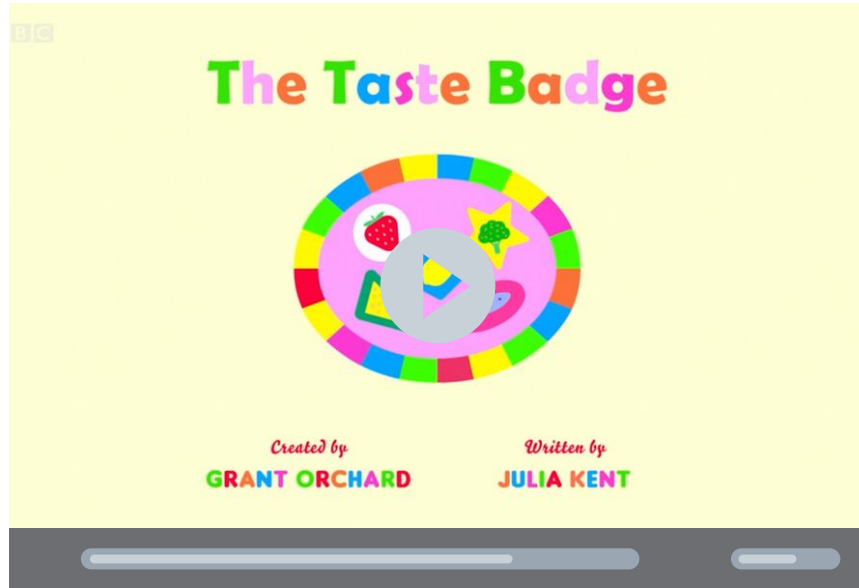 BBC
The Taste Badge
Created by
Written by
GRANT ORCHARD
JULIA KENT